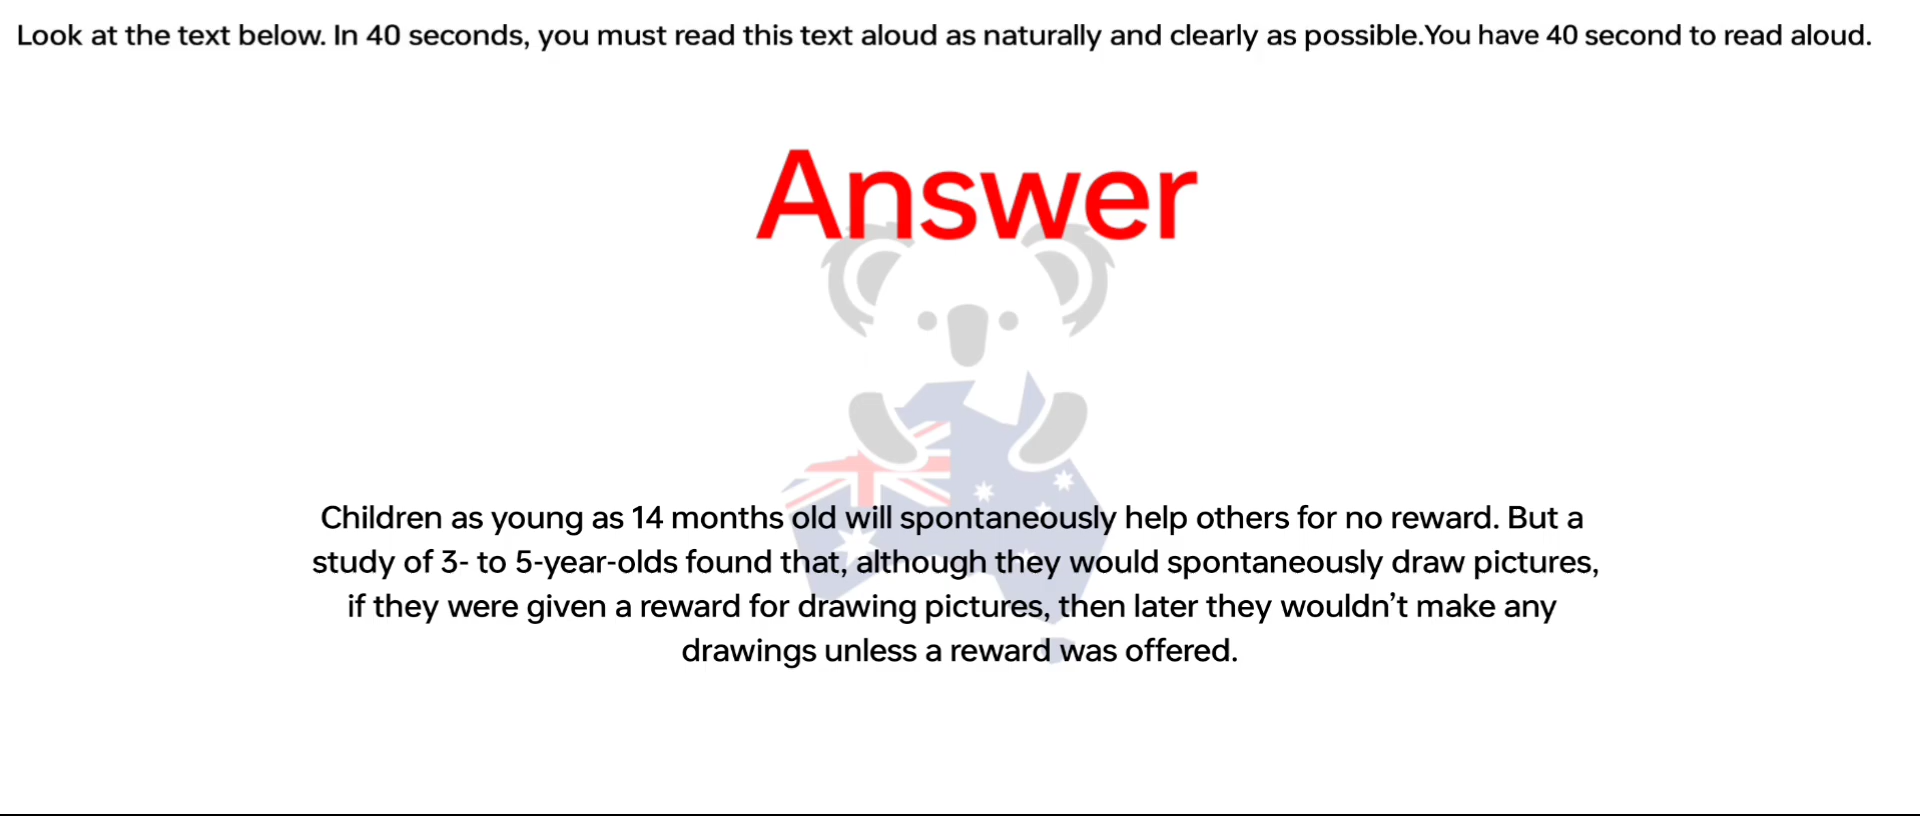 Look at the text below. In 40 seconds, you must read this text aloud as naturally and clearly as possible.You have 40 second to read aloud.
Answer
Children as young as 14 months old will spontaneously help others for no reward. But a
study of 3- to 5-year-olds found that, although they would spontaneously draw pictures,
if they were given a reward for drawing pictures, then later they wouldn’t make any
drawings unless a reward was offered.